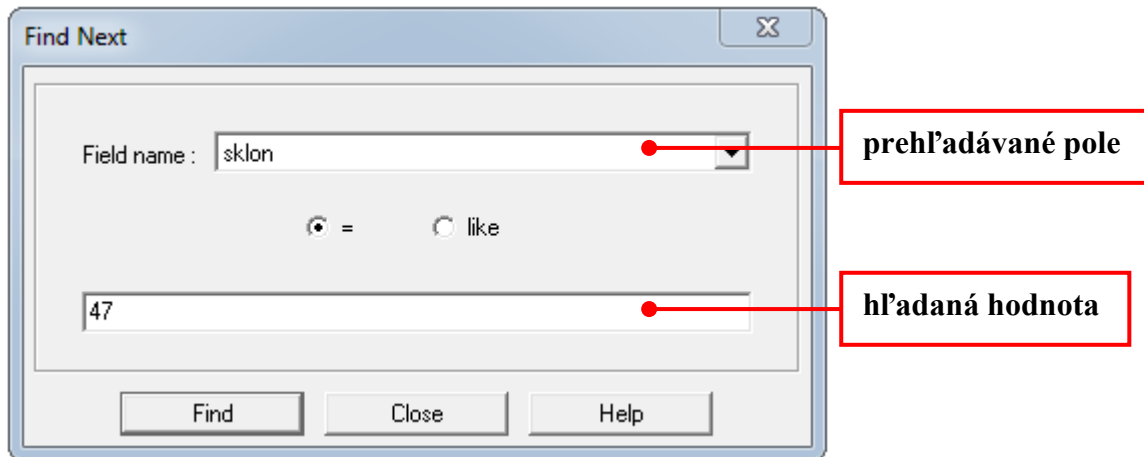 Find Next
Field name : sklon
prehľadávané pole
= like
47
hľadaná hodnota
Find Close Help